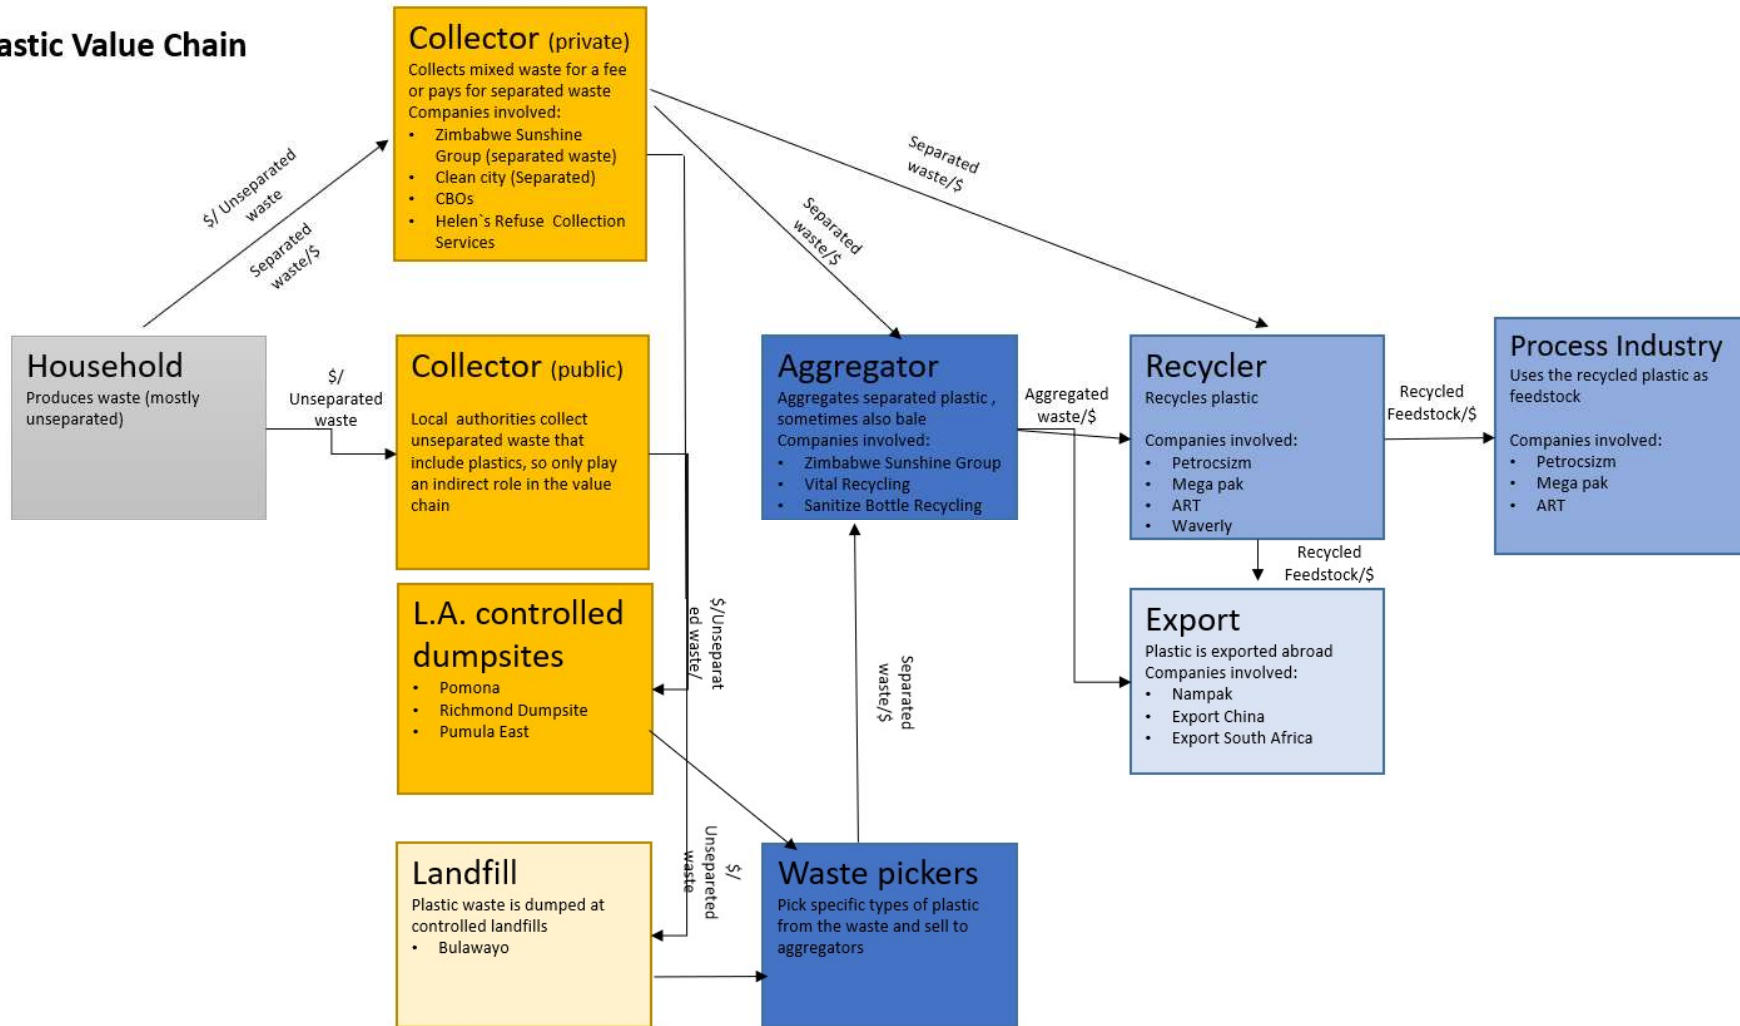 astic Value Chain
Collector (private)
Collects mixed waste for a fee
or pays for separated waste
Companies involved:
• Zimbabwe Sunshine
Group (separated waste)
• Clean city (Separated)
• CBOs
• Helen`s Refuse Collection
Services
$/ Unseparated
waste
Separated
waste/$
Separated
waste/$
Separated
waste/$
Household
Produces waste (mostly
unseparated)
$/
Unseparated
waste
Collector (public)
Local authorities collect
unseparated waste that
include plastics, so only play
an indirect role in the value
chain
Aggregator
Aggregates separated plastic ,
sometimes also bale
Companies involved:
• Zimbabwe Sunshine Group
• Vital Recycling
• Sanitize Bottle Recycling
Aggregated
waste/$
Recycler
Recycles plastic
Companies involved:
• Petrocsizm
• Mega pak
• ART
• Waverly
Recycled
Feedstock/$
Process Industry
Uses the recycled plastic as
feedstock
Companies involved:
• Petrocsizm
• Mega pak
• ART
Recycled
Feedstock/$
L.A. controlled
dumpsites
• Pomona
• Richmond Dumpsite
• Pumula East
$/Unseparat
ed waste/
Separated
waste/$
Export
Plastic is exported abroad
Companies involved:
• Nampak
• Export China
• Export South Africa
Landfill
Plastic waste is dumped at
controlled landfills
• Bulawayo
$/
Unsepareted
waste
Waste pickers
Pick specific types of plastic
from the waste and sell to
aggregators